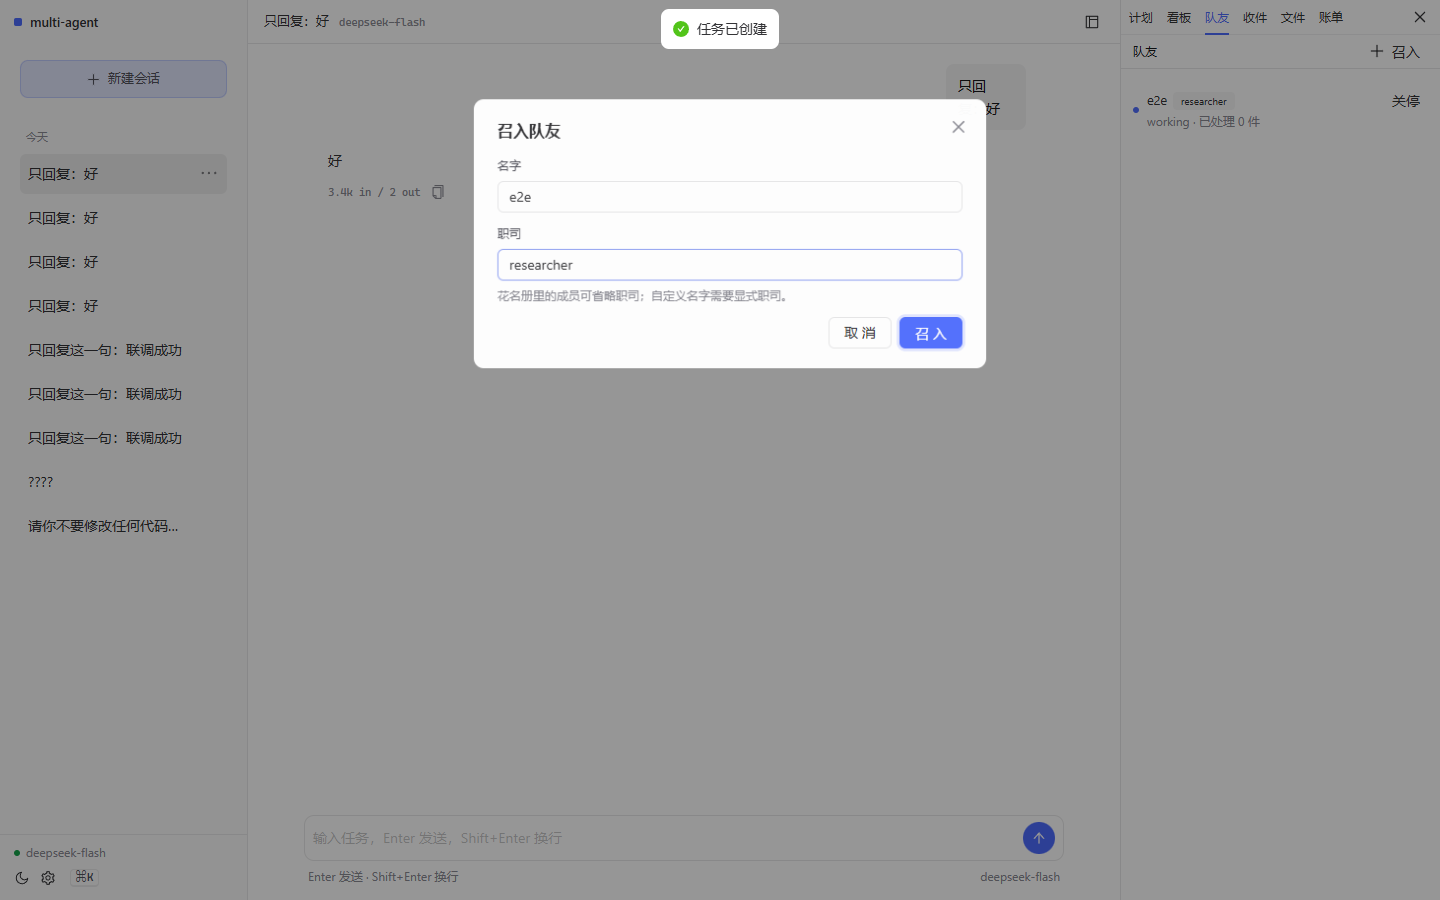 multi-agent
新建会话
今天
只回复：好
只回复：好
只回复：好
只回复：好
只回复这一句：联调成功
只回复这一句：联调成功
只回复这一句：联调成功
????
请你不要修改任何代码...
deepseek-flash
⌘K
只回复：好 deepseek-flash
任务已创建
只回
好
好
3.4k in / 2 out
召入队友
名字
e2e
职司
researcher
花名册里的成员可省略职司；自定义名字需要显式职司。
取 消 召 入
输入任务，Enter 发送，Shift+Enter 换行
Enter 发送 · Shift+Enter 换行
deepseek-flash
计划 看板 队友 收件 文件 账单
队友 召入
e2e researcher 关停
working · 已处理 0 件